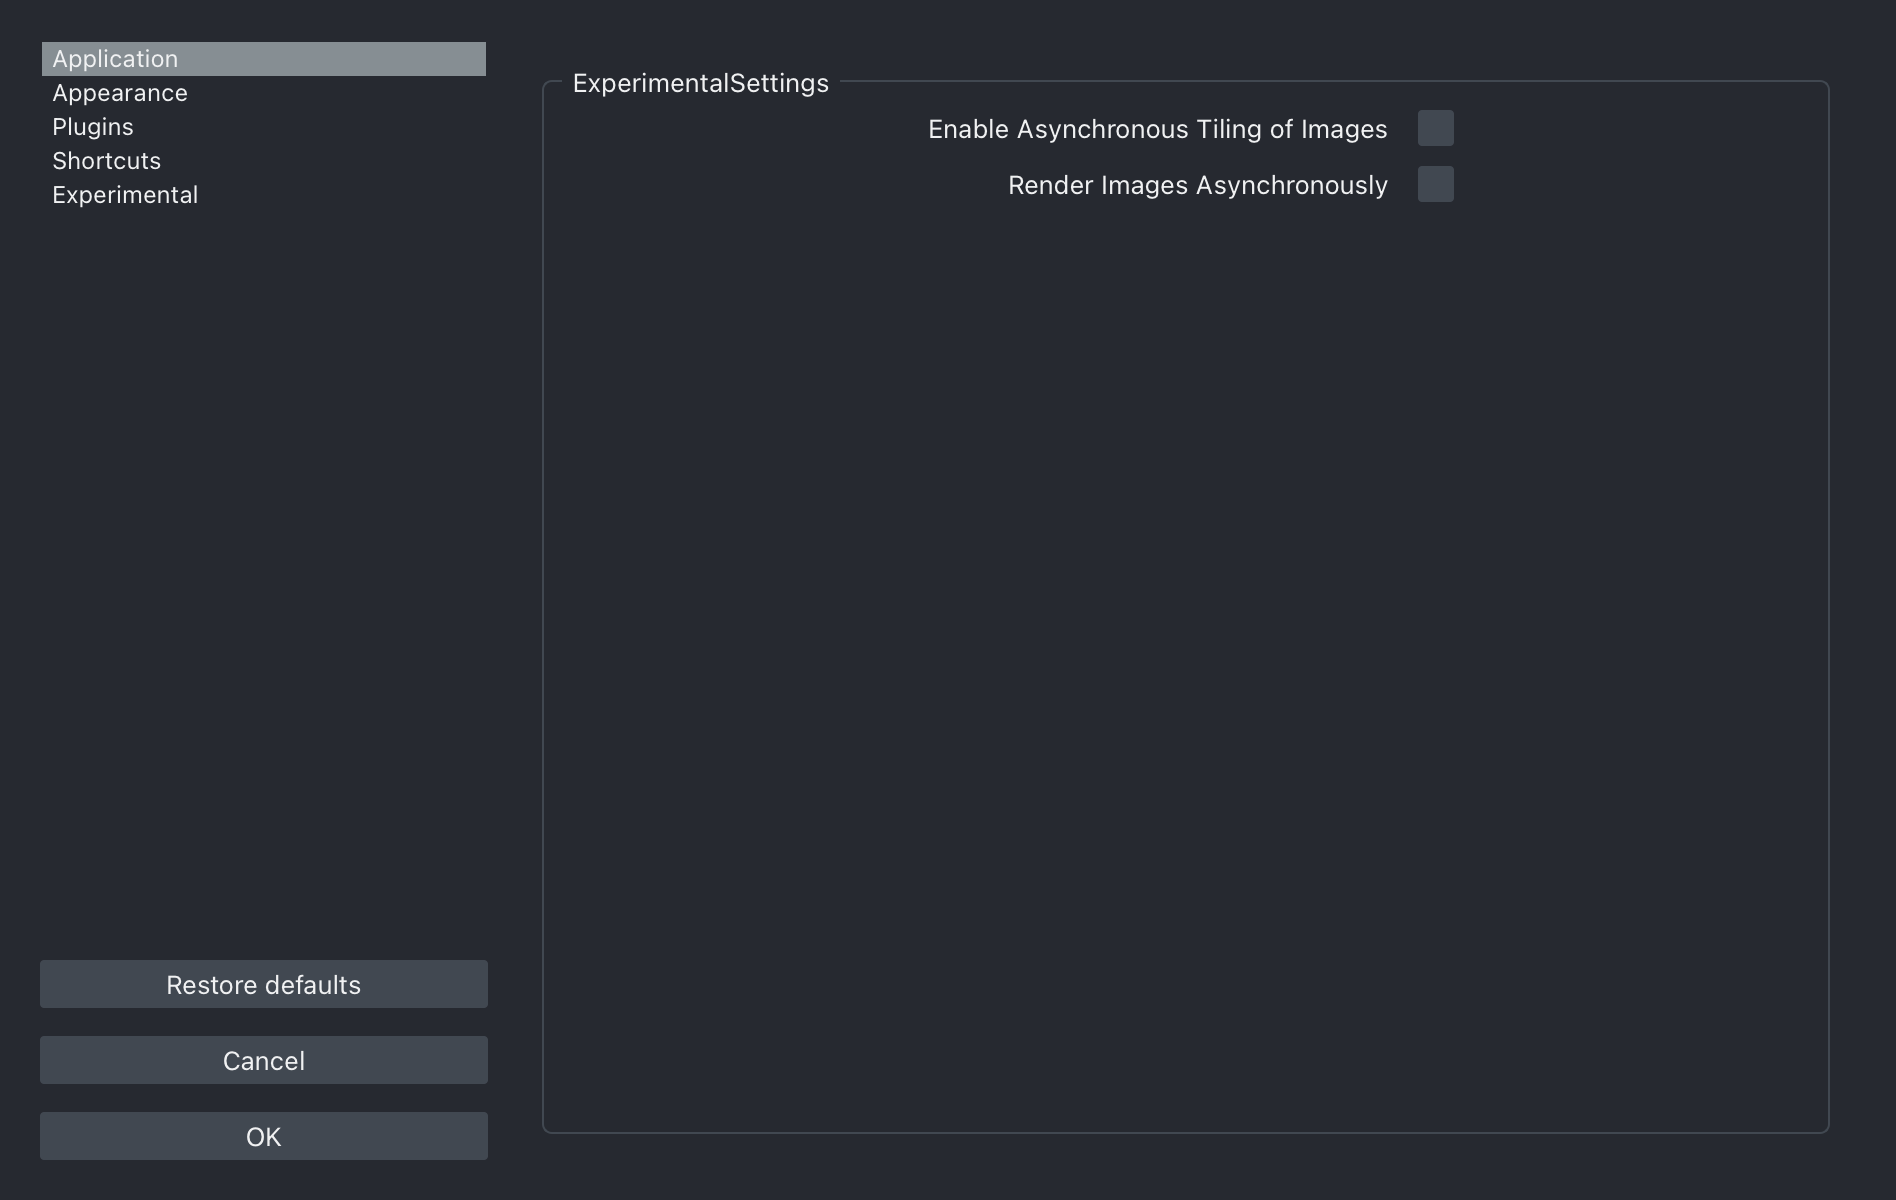 Application
Appearance
Plugins
Shortcuts
Experimental
ExperimentalSettings
Enable Asynchronous Tiling of Images
Render Images Asynchronously
Restore defaults
Cancel
OK